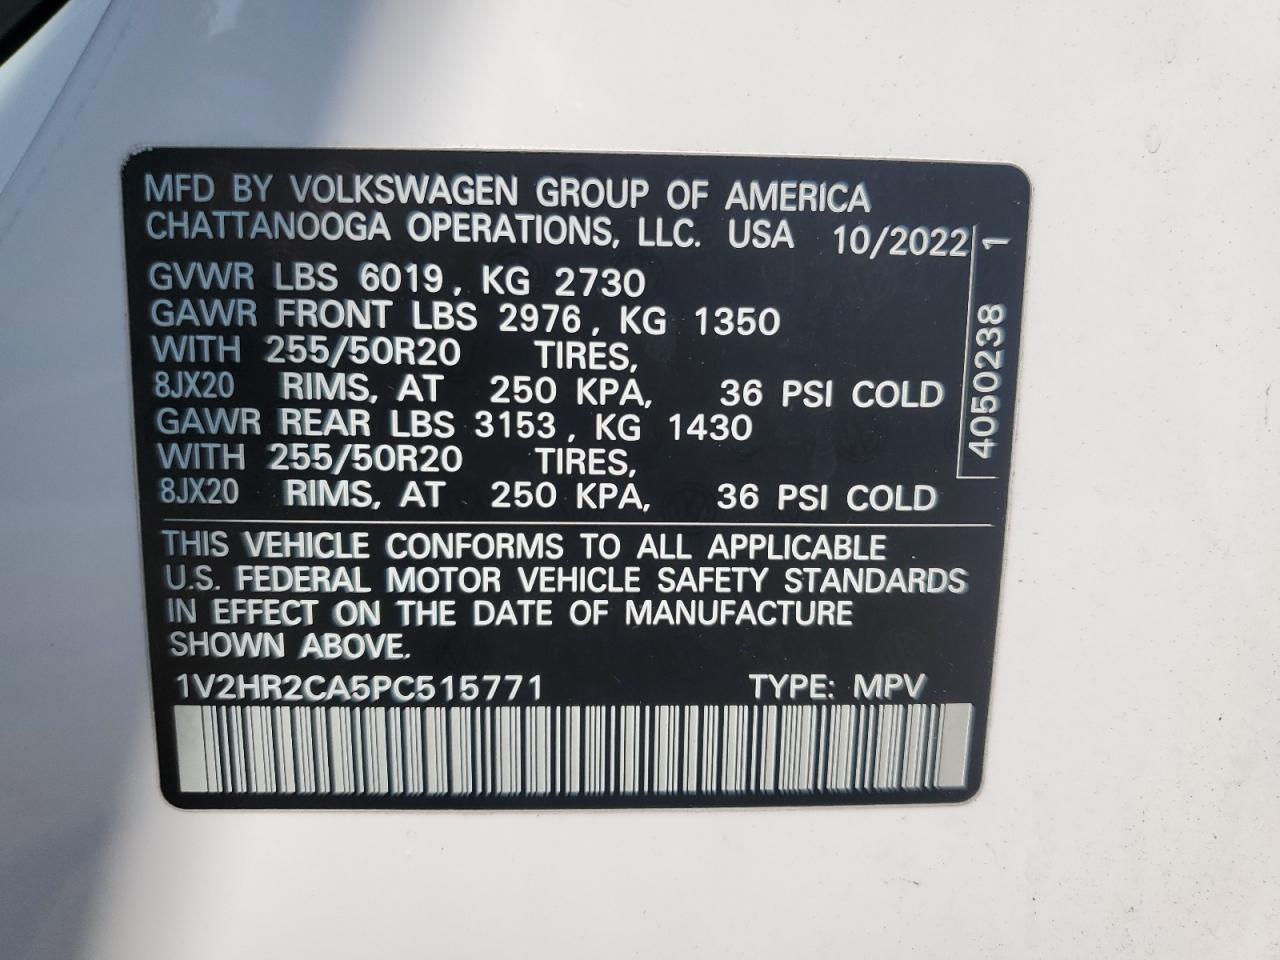 MFD BY VOLKSWAGEN GROUP OF AMERICA
CHATTANOOGA OPERATIONS, LLC. USA 10/2022
GVWR LBS 6019, KG 2730
GAWR FRONT LBS 2976, KG 1350
WITH 255/50R20 TIRES,
8JX20 RIMS, AT 250 KPA, 36 PSI COLD
GAWR REAR LBS 3153, KG 1430
WITH 255/50R20 TIRES,
8JX20 RIMS, AT 250 KPA, 36 PSI COLD
4050238 1
THIS VEHICLE CONFORMS TO ALL APPLICABLE
U.S. FEDERAL MOTOR VEHICLE SAFETY STANDARDS
IN EFFECT ON THE DATE OF MANUFACTURE
SHOWN ABOVE.
1V2HR2CA5PC515771 TYPE: MPV